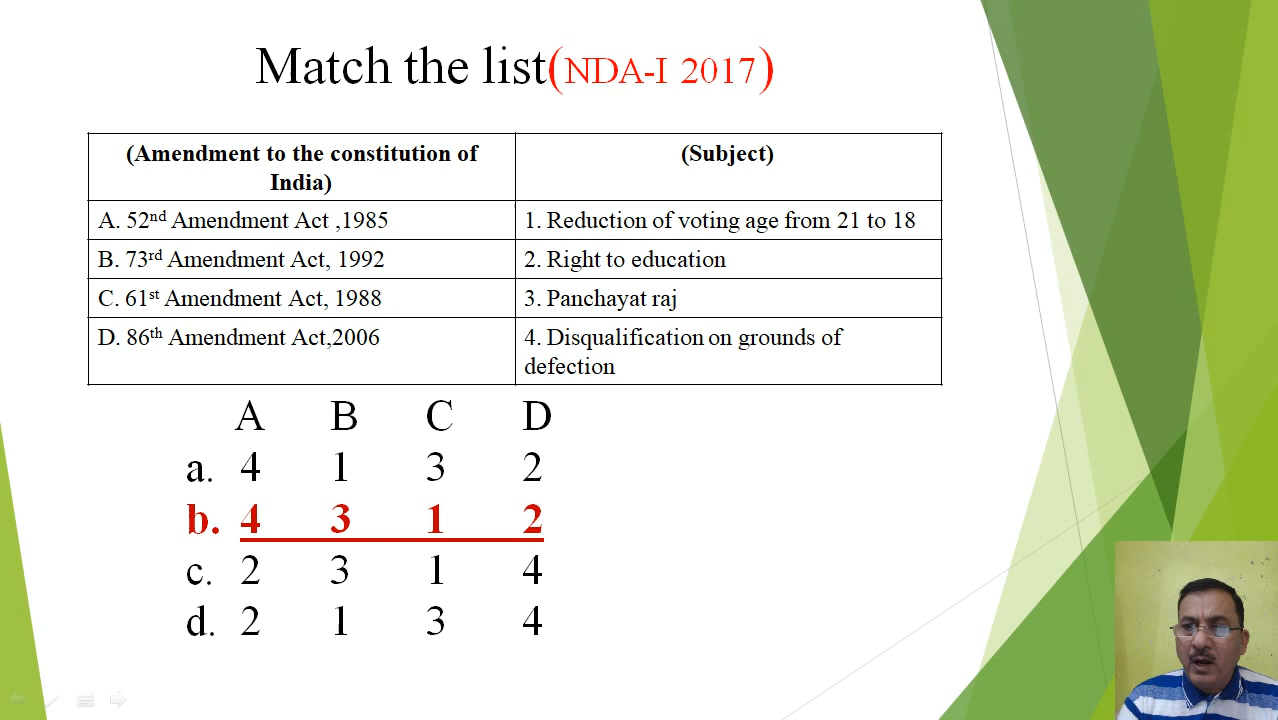 Match the list(NDA-I 2017)
(Amendment to the constitution of
India)
(Subject)
A. 52nd Amendment Act ,1985
1. Reduction of voting age from 21 to 18
B. 73rd Amendment Act, 1992
2. Right to education
C. 61st Amendment Act, 1988
3. Panchayat raj
D. 86th Amendment Act,2006
4. Disqualification on grounds of
defection
A B C D
a. 4 1 3 2
b. 4 3 1 2
c. 2 3 1 4
d. 2 1 3 4